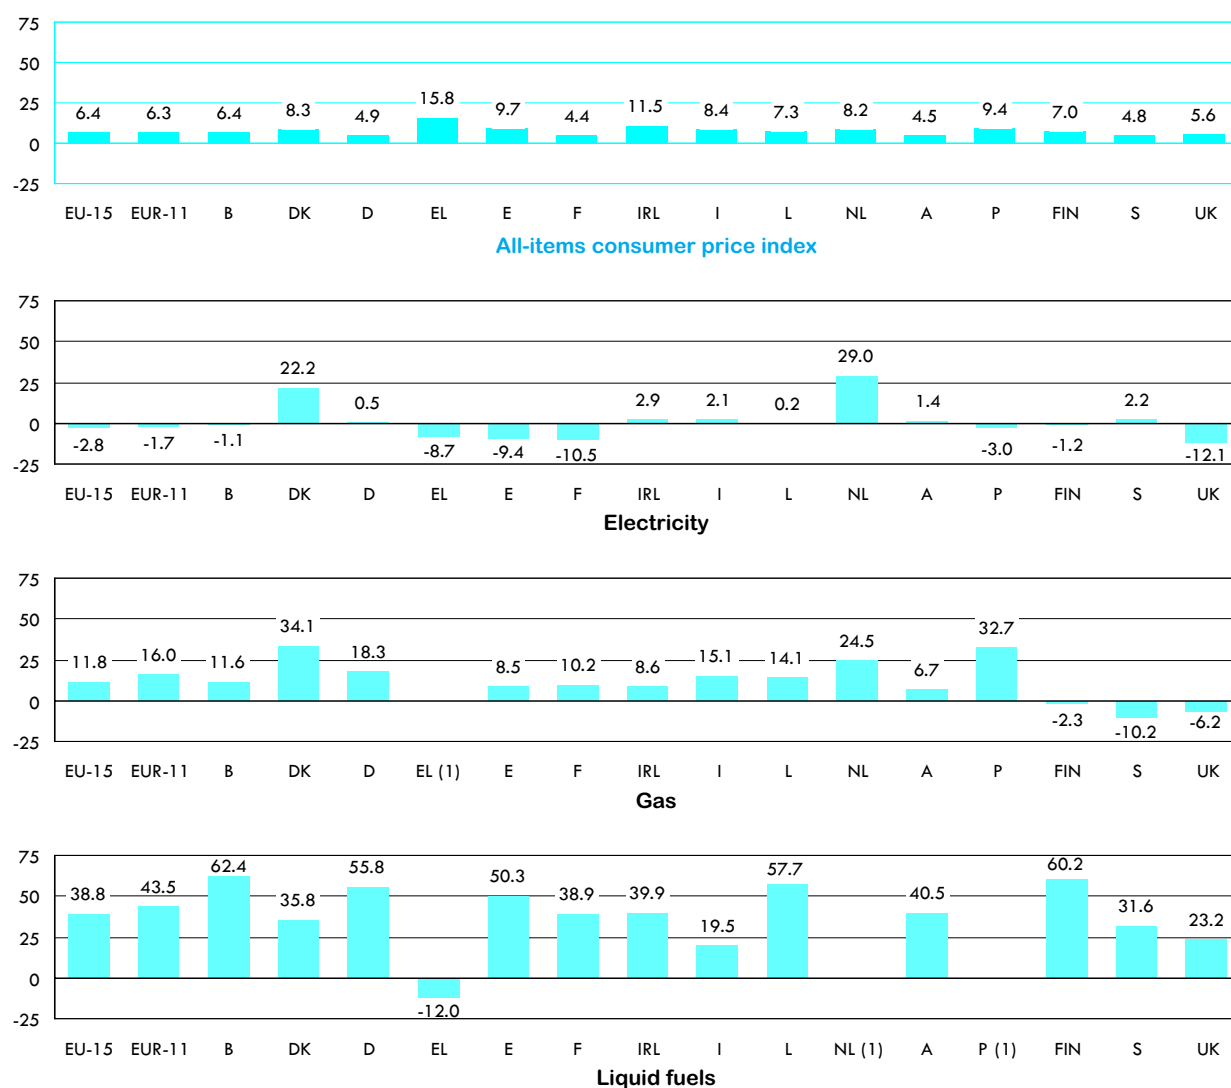 75
50
25
0
-25
6.4 6.3 6.4 8.3 4.9 15.8 9.7 4.4 11.5 8.4 7.3 8.2 4.5 9.4 7.0 4.8 5.6
EU-15 EUR-11 B DK D EL E F IRL I L NL A P FIN S UK
All-items consumer price index
75
50
25
0
-25
-2.8 -1.7 -1.1 22.2 0.5 -8.7 -9.4 -10.5 2.9 2.1 0.2 29.0 1.4 -3.0 -1.2 2.2 -12.1
EU-15 EUR-11 B DK D EL E F IRL I L NL A P FIN S UK
Electricity
75
50
25
0
-25
11.8 16.0 11.6 34.1 18.3 8.5 10.2 8.6 15.1 14.1 24.5 6.7 32.7 -2.3 -10.2 -6.2
EU-15 EUR-11 B DK D EL (1) E F IRL I L NL A P FIN S UK
Gas
75
50
25
0
-25
38.8 43.5 62.4 35.8 55.8 -12.0 50.3 38.9 39.9 19.5 57.7 40.5 60.2 31.6 23.2
EU-15 EUR-11 B DK D EL E F IRL I L NL (1) A P (1) FIN S UK
Liquid fuels